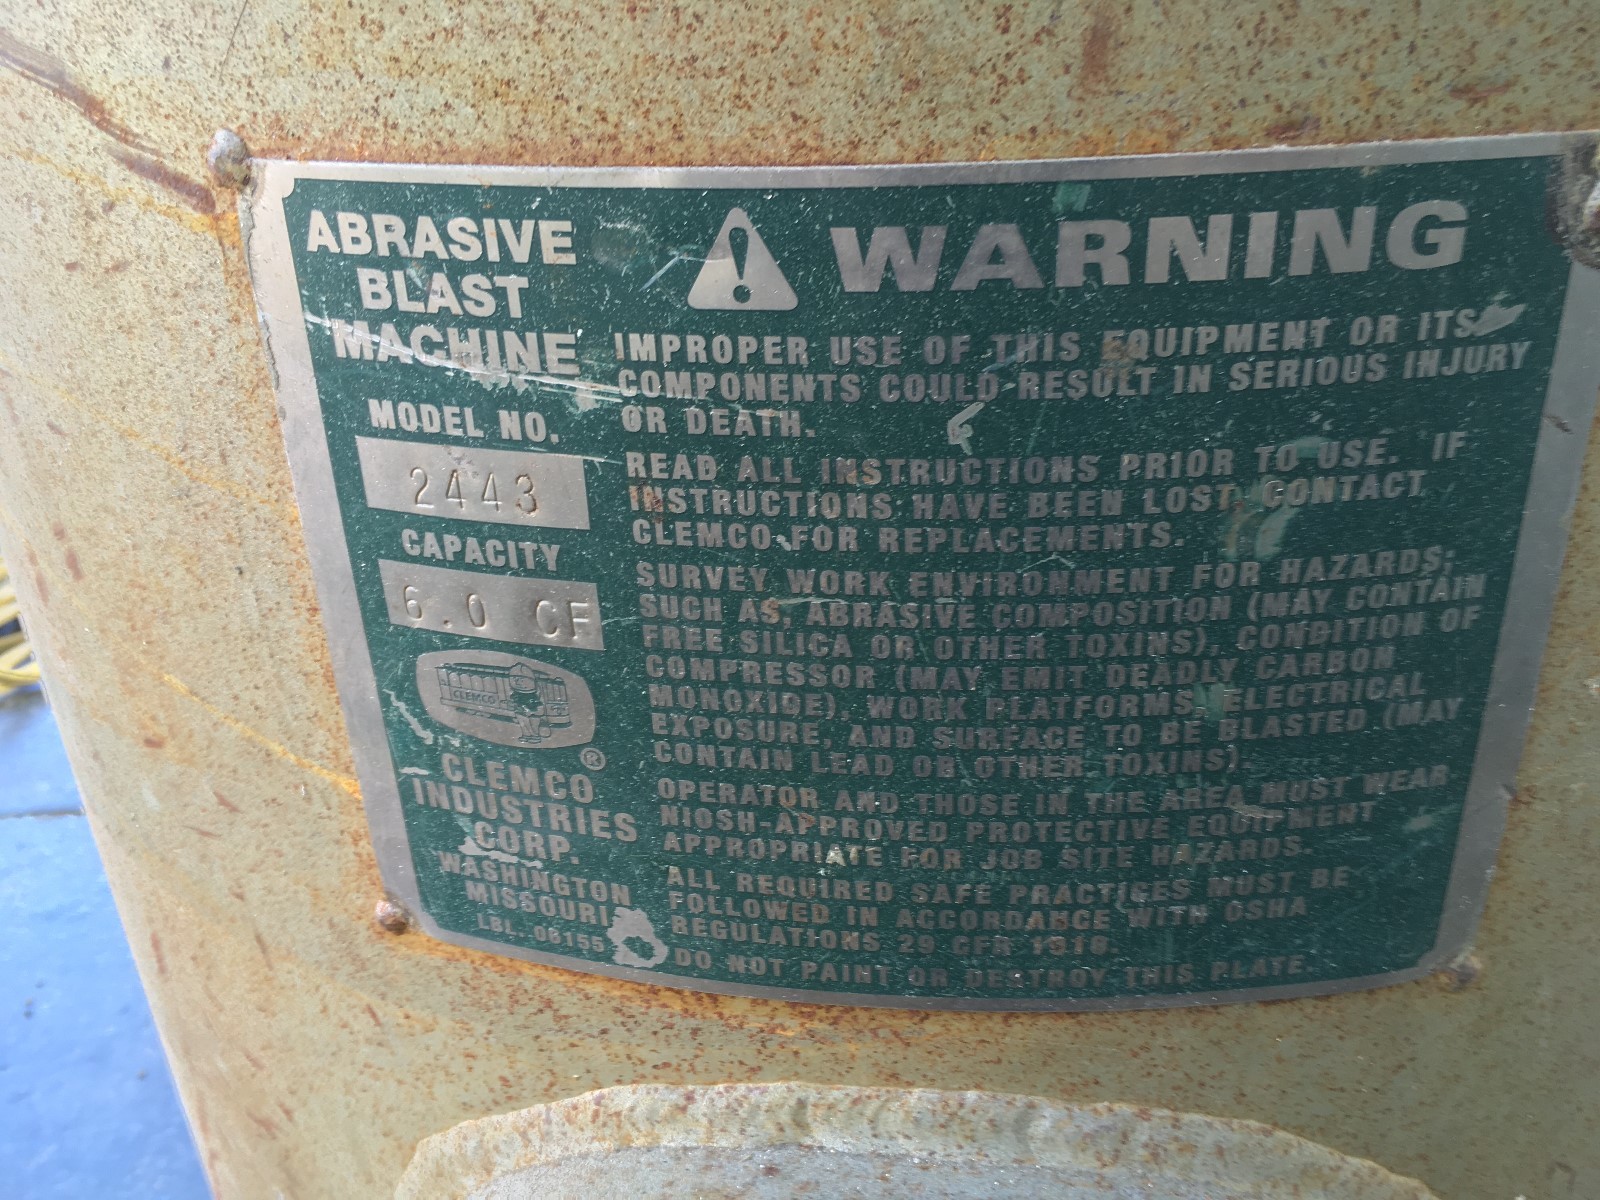 ABRASIVE
BLAST
MACHINE
MODEL NO.
2443
CAPACITY
6.0 CF
CLEMCO
®
CLEMCO
INDUSTRIES
CORP.
WASHINGTON
MISSOURI
LBL. 06155
WARNING
IMPROPER USE OF THIS EQUIPMENT OR ITS
COMPONENTS COULD RESULT IN SERIOUS INJURY
OR DEATH.
READ ALL INSTRUCTIONS PRIOR TO USE. IF
INSTRUCTIONS HAVE BEEN LOST, CONTACT
CLEMCO FOR REPLACEMENTS.
SURVEY WORK ENVIRONMENT FOR HAZARDS;
SUCH AS, ABRASIVE COMPOSITION (MAY CONTAIN
FREE SILICA OR OTHER TOXINS), CONDITION OF
COMPRESSOR (MAY EMIT DEADLY CARBON
MONOXIDE), WORK PLATFORMS, ELECTRICAL
EXPOSURE, AND SURFACE TO BE BLASTED (MAY
CONTAIN LEAD OR OTHER TOXINS).
OPERATOR AND THOSE IN THE AREA MUST WEAR
NIOSH-APPROVED PROTECTIVE EQUIPMENT
APPROPRIATE FOR JOB SITE HAZARDS.
ALL REQUIRED SAFE PRACTICES MUST BE
FOLLOWED IN ACCORDANCE WITH OSHA
REGULATIONS 29 CFR 1910.
DO NOT PAINT OR DESTROY THIS PLATE.